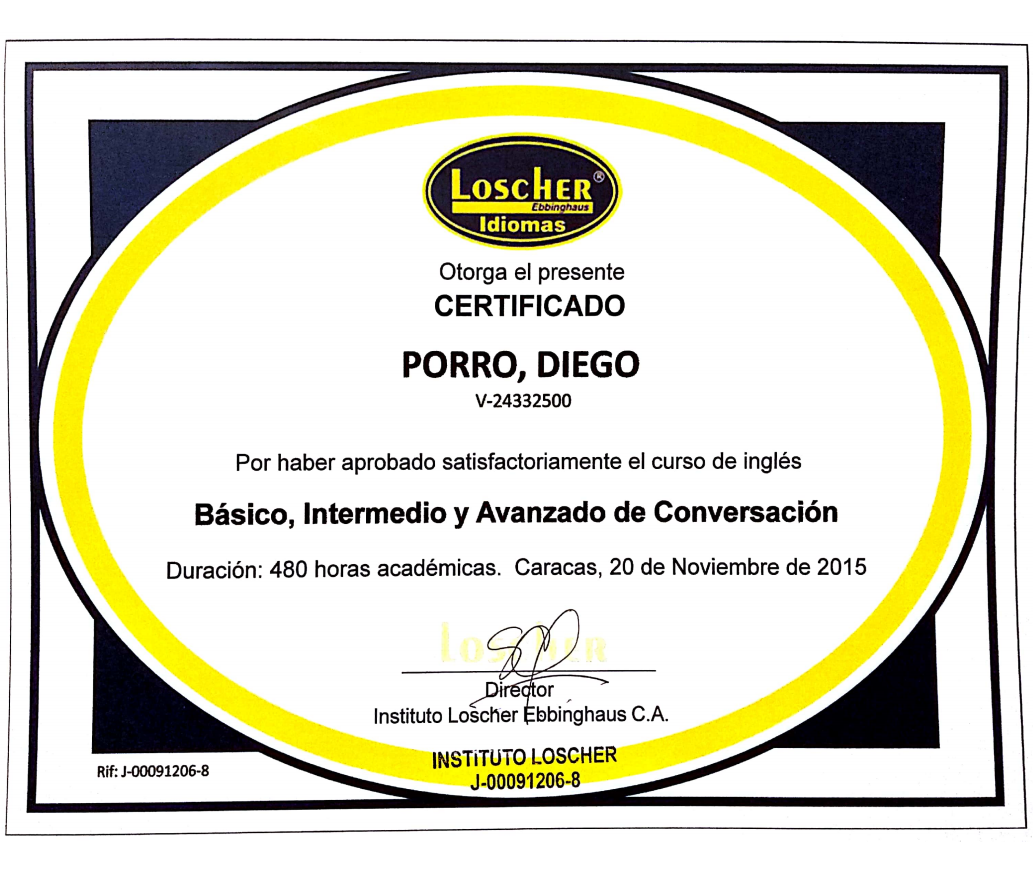 LOSCHER®
Ebbinghaus
Idiomas
Otorga el presente
CERTIFICADO
PORRO, DIEGO
V-24332500
Por haber aprobado satisfactoriamente el curso de inglés
Básico, Intermedio y Avanzado de Conversación
Duración: 480 horas académicas. Caracas, 20 de Noviembre de 2015
Loscher
Director
Instituto Loscher Ebbinghaus C.A.
INSTITUTO LOSCHER
J-00091206-8
Rif: J-00091206-8